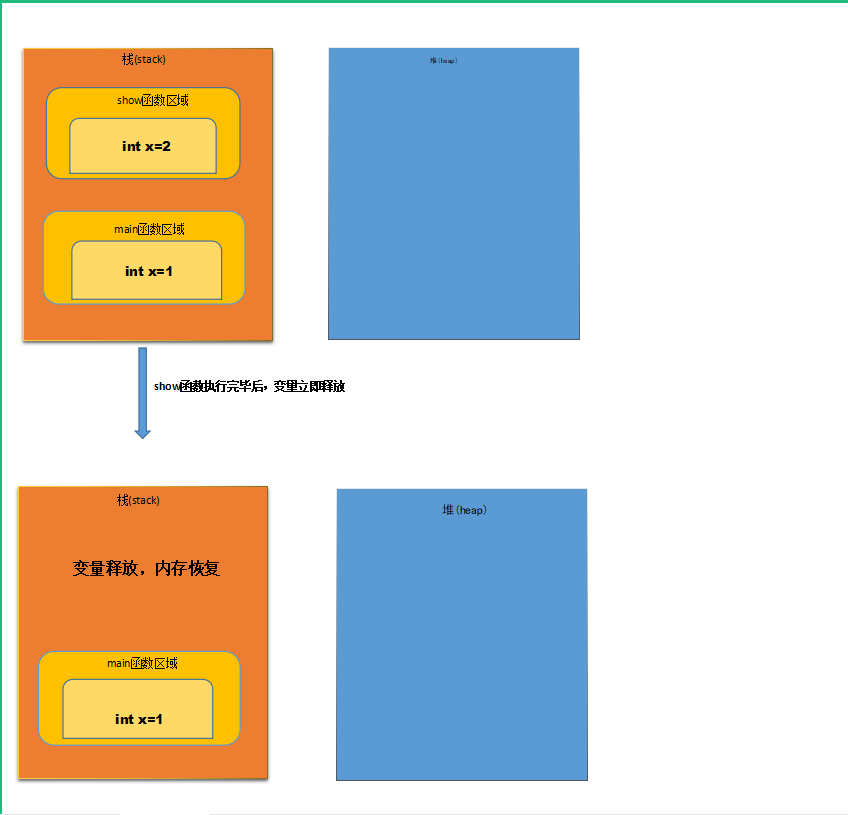 栈(stack)
堆(heap)
show函数区域
int x=2
main函数区域
int x=1
show函数执行完毕后，变量立即释放
栈(stack)
堆(heap)
变量释放，内存恢复
main函数区域
int x=1